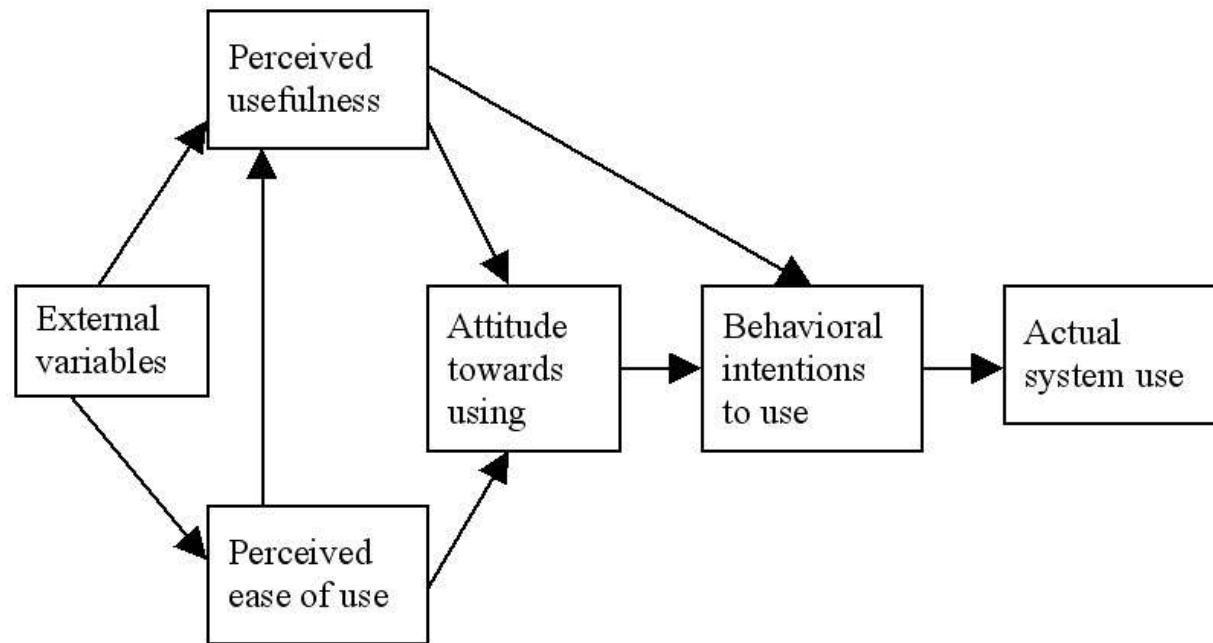 Perceived
usefulness
External
variables
Attitude
towards
using
Behavioral
intentions
to use
Actual
system use
Perceived
ease of use